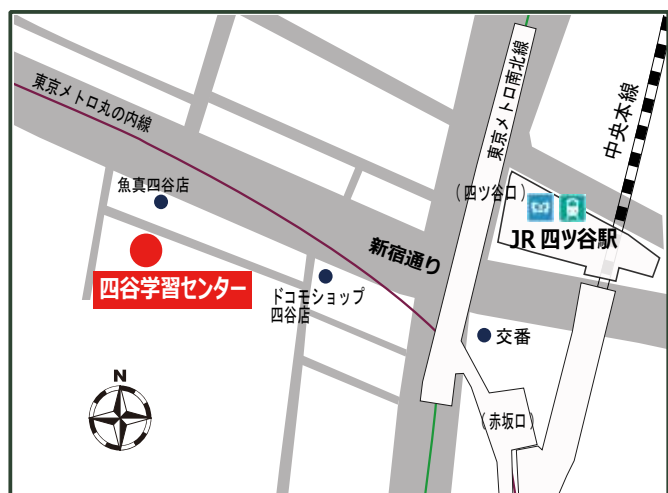 東京メトロ丸の内線
魚真四谷店
四谷学習センター
ドコモショップ
四谷店
新宿通り
東京メトロ南北線
(四ツ谷口)
中央本線
JR 四ツ谷駅
交番
(赤坂口)
N